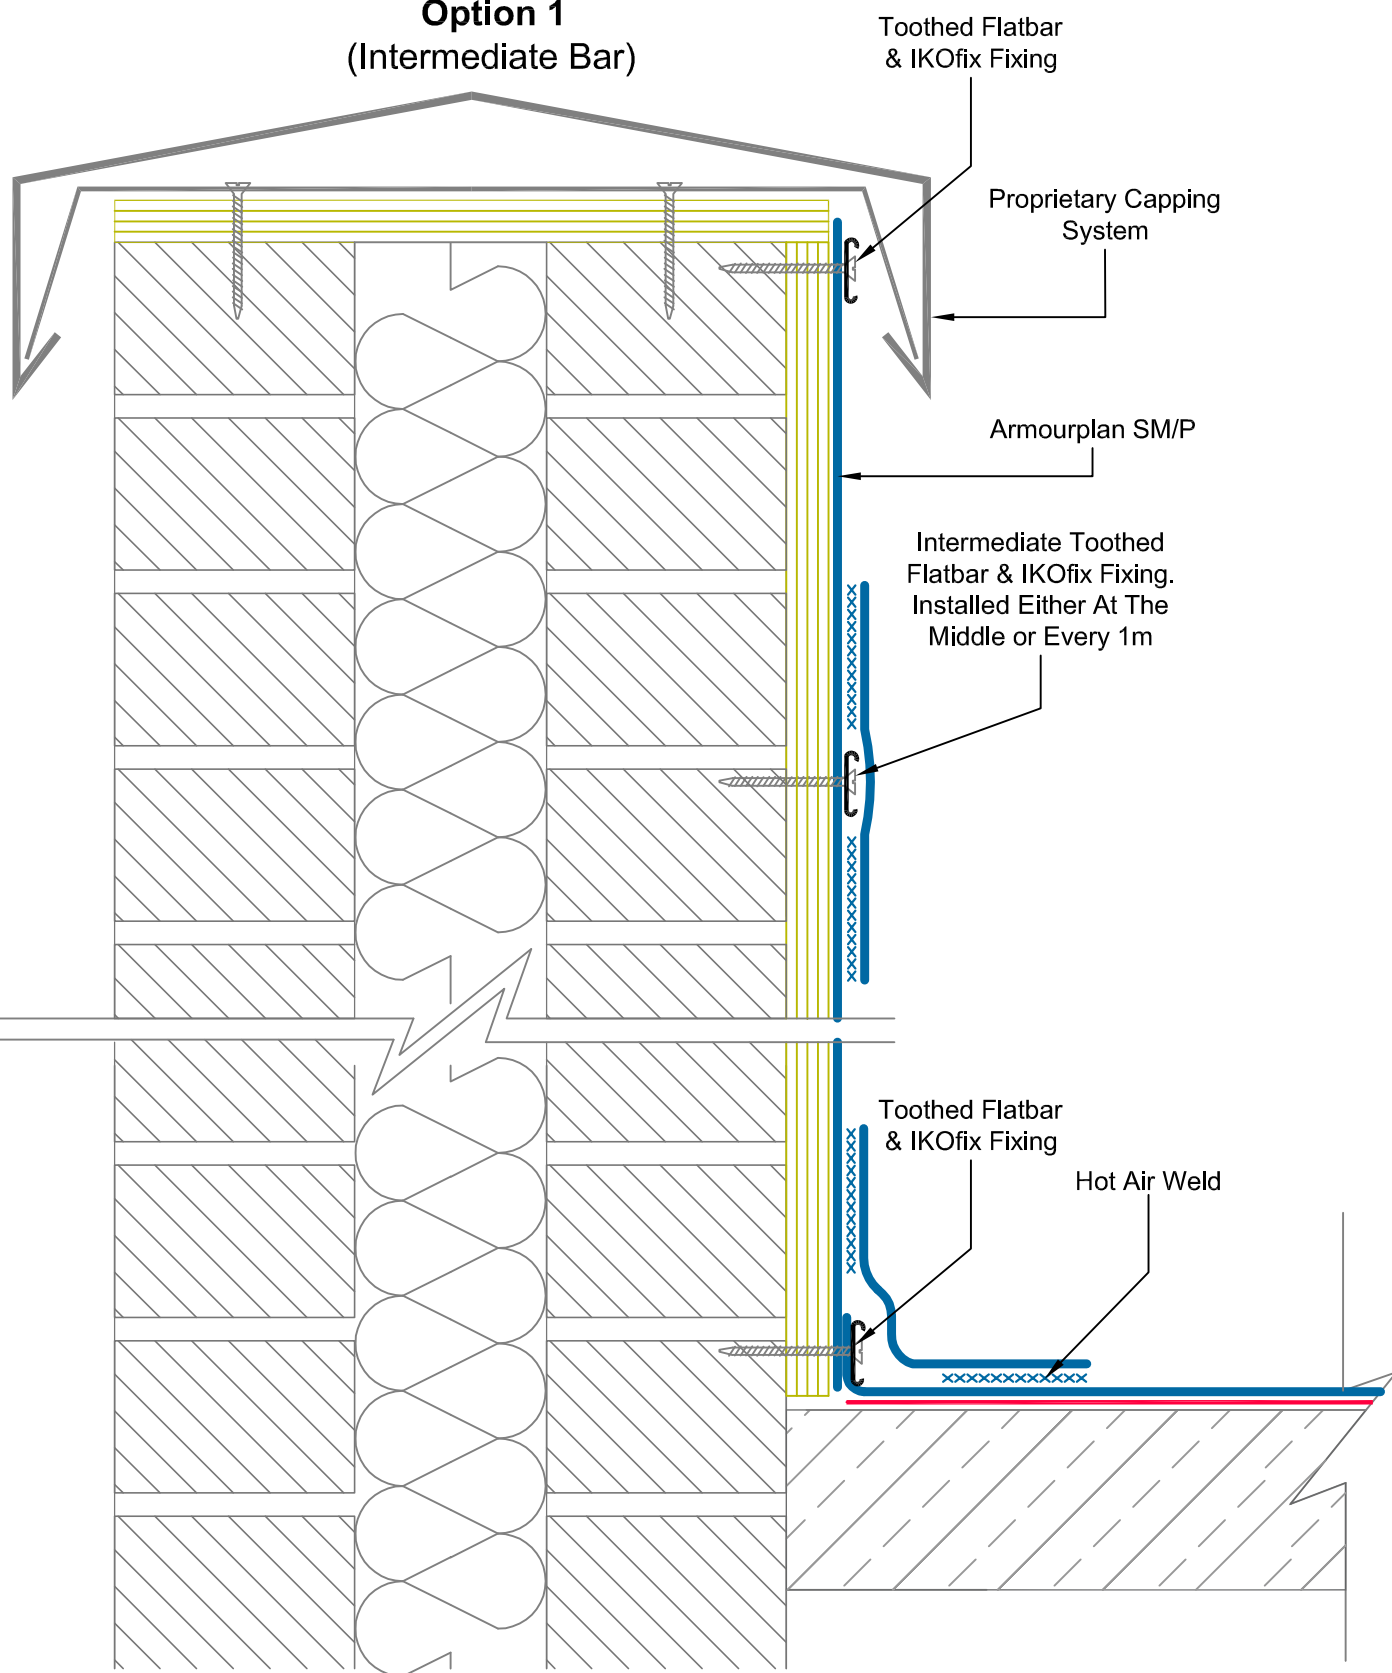 Option 1
(Intermediate Bar)
Toothed Flatbar
& IKOfix Fixing
Proprietary Capping
System
Armourplan SM/P
Intermediate Toothed
Flatbar & IKOfix Fixing.
Installed Either At The
Middle or Every 1m
Toothed Flatbar
& IKOfix Fixing
Hot Air Weld